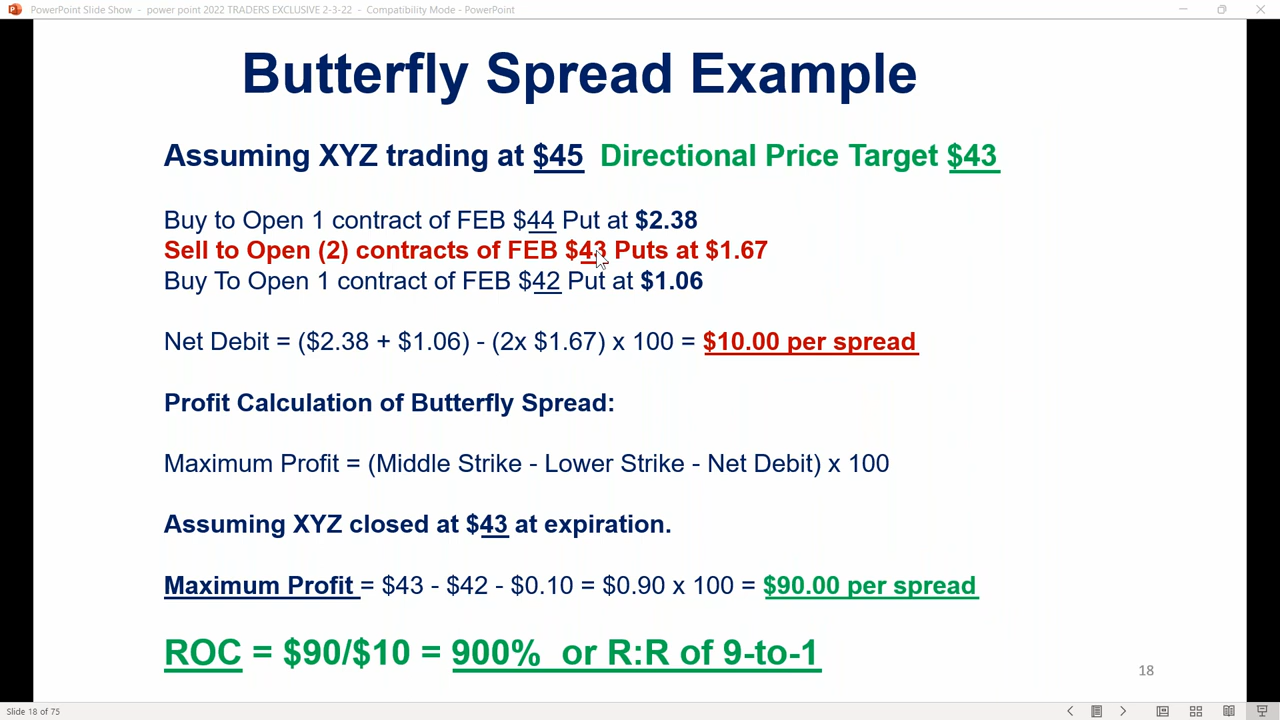 PowerPoint Slide Show - power point 2022 TRADERS EXCLUSIVE 2-3-22 - Compatibility Mode - PowerPoint
Butterfly Spread Example
Assuming XYZ trading at $45 Directional Price Target $43
Buy to Open 1 contract of FEB $44 Put at $2.38
Sell to Open (2) contracts of FEB $43 Puts at $1.67
Buy To Open 1 contract of FEB $42 Put at $1.06
Net Debit = ($2.38 + $1.06) - (2x $1.67) x 100 = $10.00 per spread
Profit Calculation of Butterfly Spread:
Maximum Profit = (Middle Strike - Lower Strike - Net Debit) x 100
Assuming XYZ closed at $43 at expiration.
Maximum Profit = $43 - $42 - $0.10 = $0.90 x 100 = $90.00 per spread
ROC = $90/$10 = 900% or R:R of 9-to-1
18
Slide 18 of 75